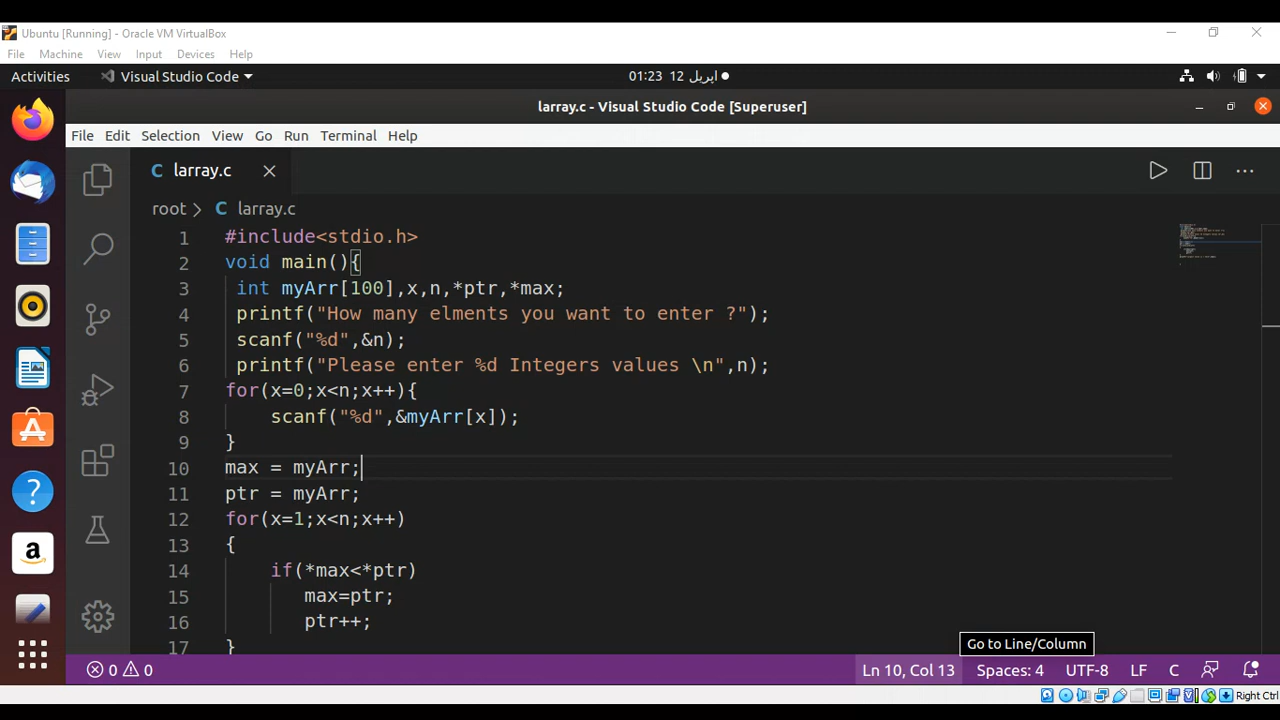 Ubuntu [Running] - Oracle VM VirtualBox
File Machine View Input Devices Help
Activities Visual Studio Code 01:23 12 اپریل
larray.c - Visual Studio Code [Superuser]
File Edit Selection View Go Run Terminal Help
C larray.c
root > C larray.c
1 #include<stdio.h>
2 void main(){
3 int myArr[100],x,n,*ptr,*max;
4 printf("How many elments you want to enter ?");
5 scanf("%d",&n);
6 printf("Please enter %d Integers values \n",n);
7 for(x=0;x<n;x++){
8 scanf("%d",&myArr[x]);
9 }
10 max = myArr;
11 ptr = myArr;
12 for(x=1;x<n;x++)
13 {
14 if(*max<*ptr)
15 max=ptr;
16 ptr++;
17 }
Go to Line/Column
0 0 Ln 10, Col 13 Spaces: 4 UTF-8 LF C
Right Ctrl